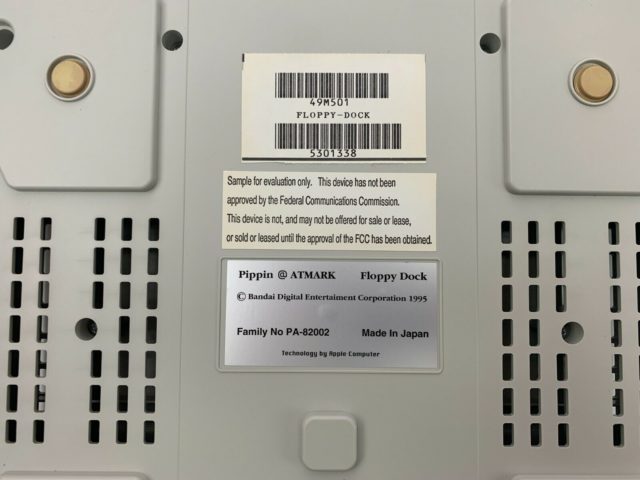 49M501
FLOPPY-DOCK
5301338
Sample for evaluation only. This device has not been
approved by the Federal Communications Commission.
This device is not, and may not be offered for sale or lease,
or sold or leased until the approval of the FCC has been obtained.
Pippin @ ATMARK Floppy Dock
© Bandai Digital Entertaiment Corporation 1995
Family No PA-82002 Made In Japan
Technology by Apple Computer